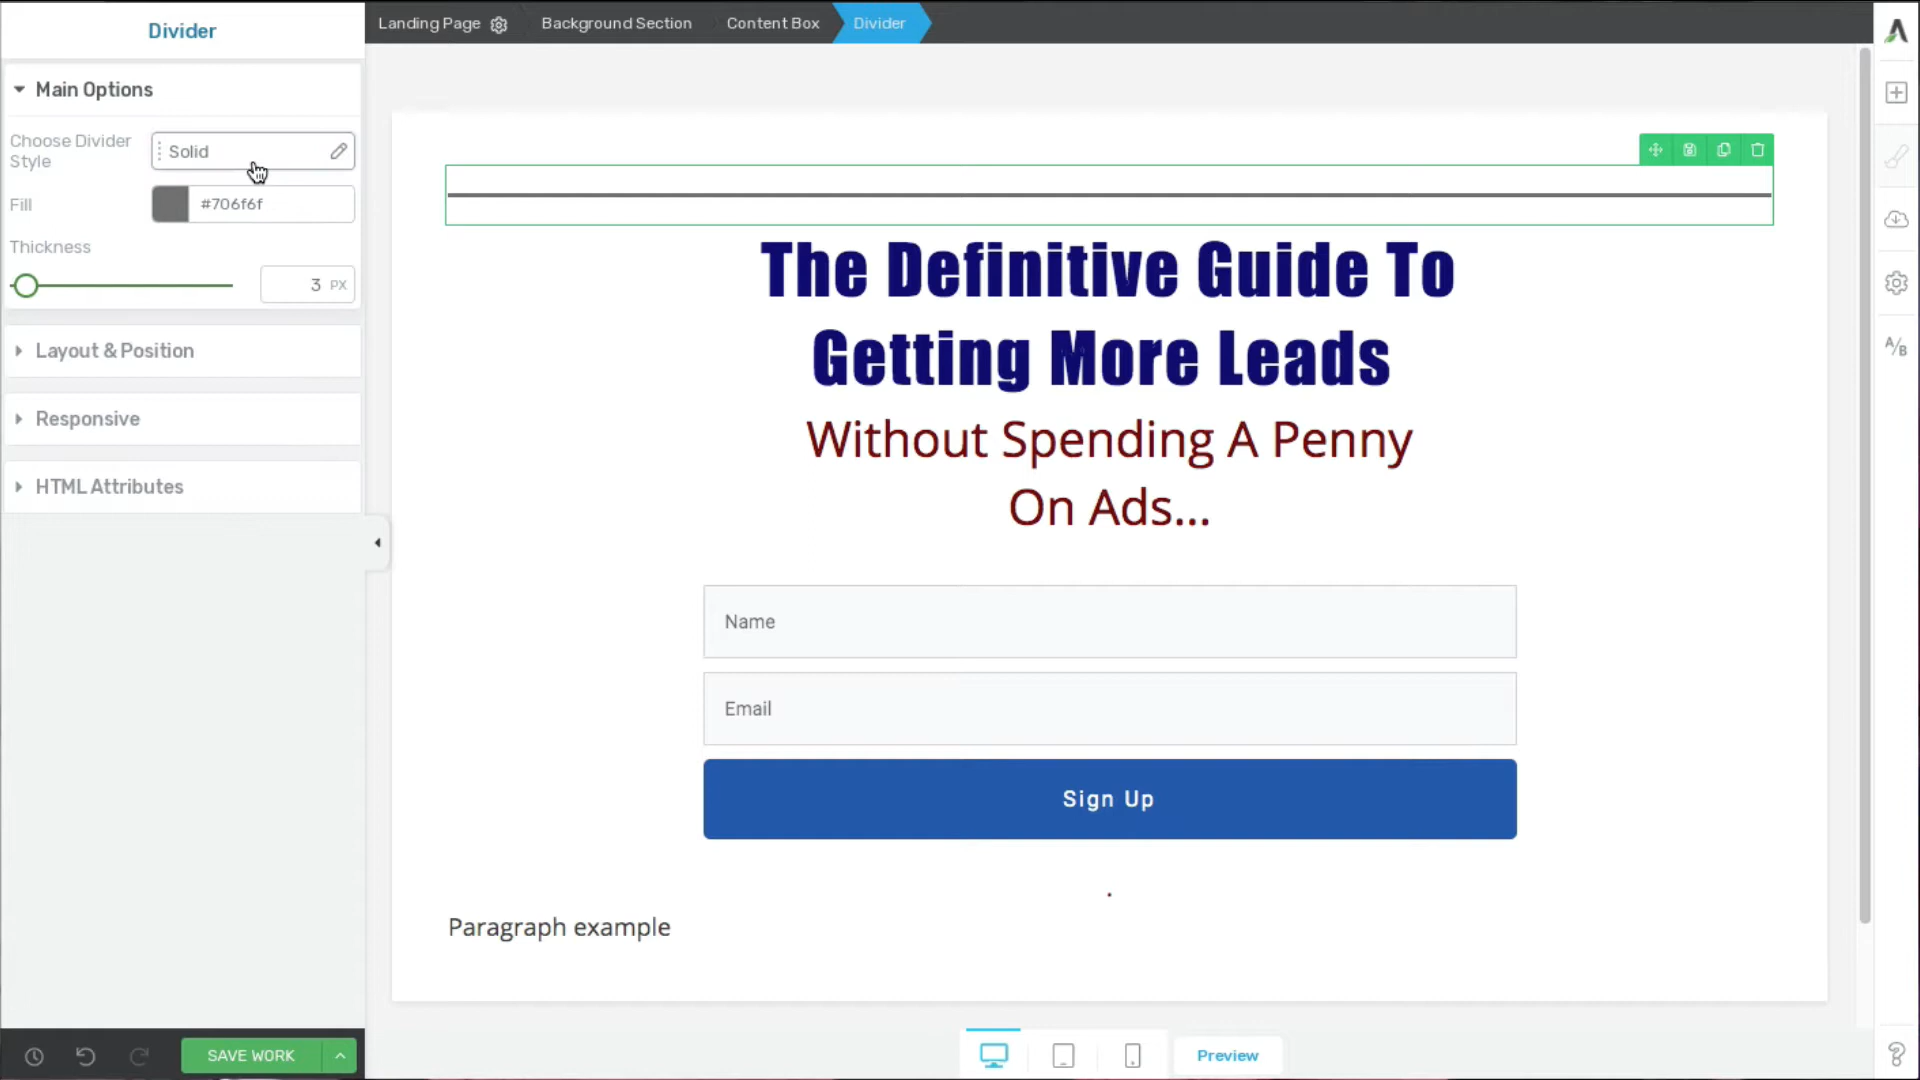 Divider
Landing Page
Background Section
Content Box
Divider
Main Options
Choose Divider
Style
Solid
Fill
#706f6f
Thickness
3 PX
Layout & Position
Responsive
HTML Attributes
The Definitive Guide To
Getting More Leads
Without Spending A Penny
On Ads...
Name
Email
Sign Up
.
Paragraph example
A/B
SAVE WORK
Preview